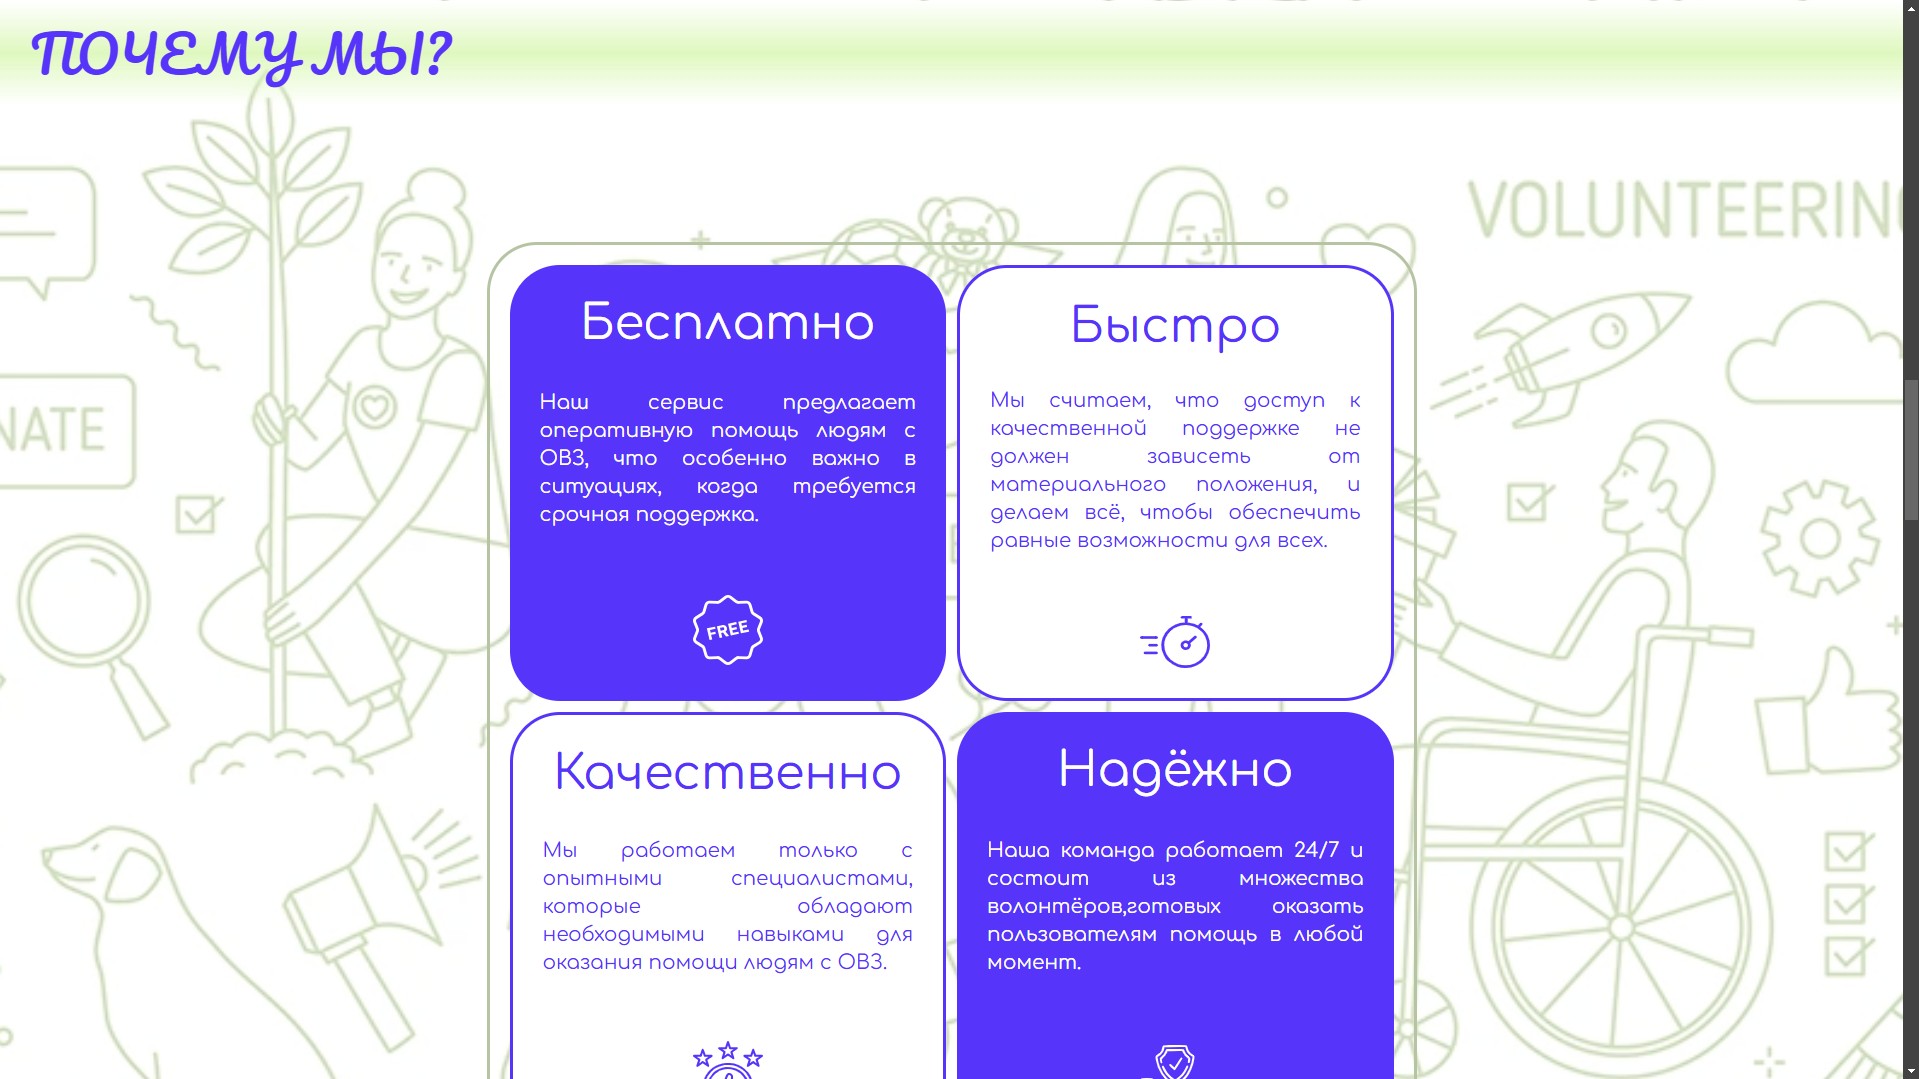 ПОЧЕМУ МЫ?
VOLUNTEERING
NATE
Бесплатно
Наш сервис предлагает
оперативную помощь людям с
ОВЗ, что особенно важно в
ситуациях, когда требуется
срочная поддержка.
FREE
Быстро
Мы считаем, что доступ к
качественной поддержке не
должен зависеть от
материального положения, и
делаем всё, чтобы обеспечить
равные возможности для всех.
Качественно
Мы работаем только с
опытными специалистами,
которые обладают
необходимыми навыками для
оказания помощи людям с ОВЗ.
Надёжно
Наша команда работает 24/7 и
состоит из множества
волонтёров,готовых оказать
пользователям помощь в любой
момент.